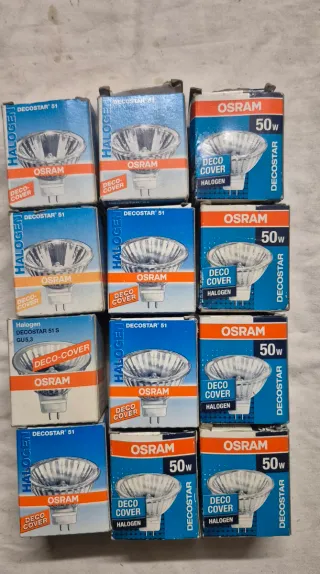 HALOGEN
DECOSTAR 51
OSRAM
DECO-COVER
HALOGEN
DECOSTAR 51
OSRAM
DECO-COVER
OSRAM
50W
DECO COVER
HALOGEN
DECOSTAR
HALOGEN
DECOSTAR 51
OSRAM
DECO-COVER
HALOGEN
DECOSTAR 51
OSRAM
DECO COVER
OSRAM
50W
DECO COVER
HALOGEN
DECOSTAR
Halogen
DECOSTAR 51 S
GU5,3
DECO-COVER
OSRAM
HALOGEN
DECOSTAR 51
OSRAM
DECO COVER
OSRAM
50W
DECO COVER
HALOGEN
DECOSTAR
HALOGEN
DECOSTAR 51
OSRAM
DECO COVER
OSRAM
50W
DECO COVER
HALOGEN
DECOSTAR
OSRAM
50W
DECO COVER
HALOGEN
DECOSTAR